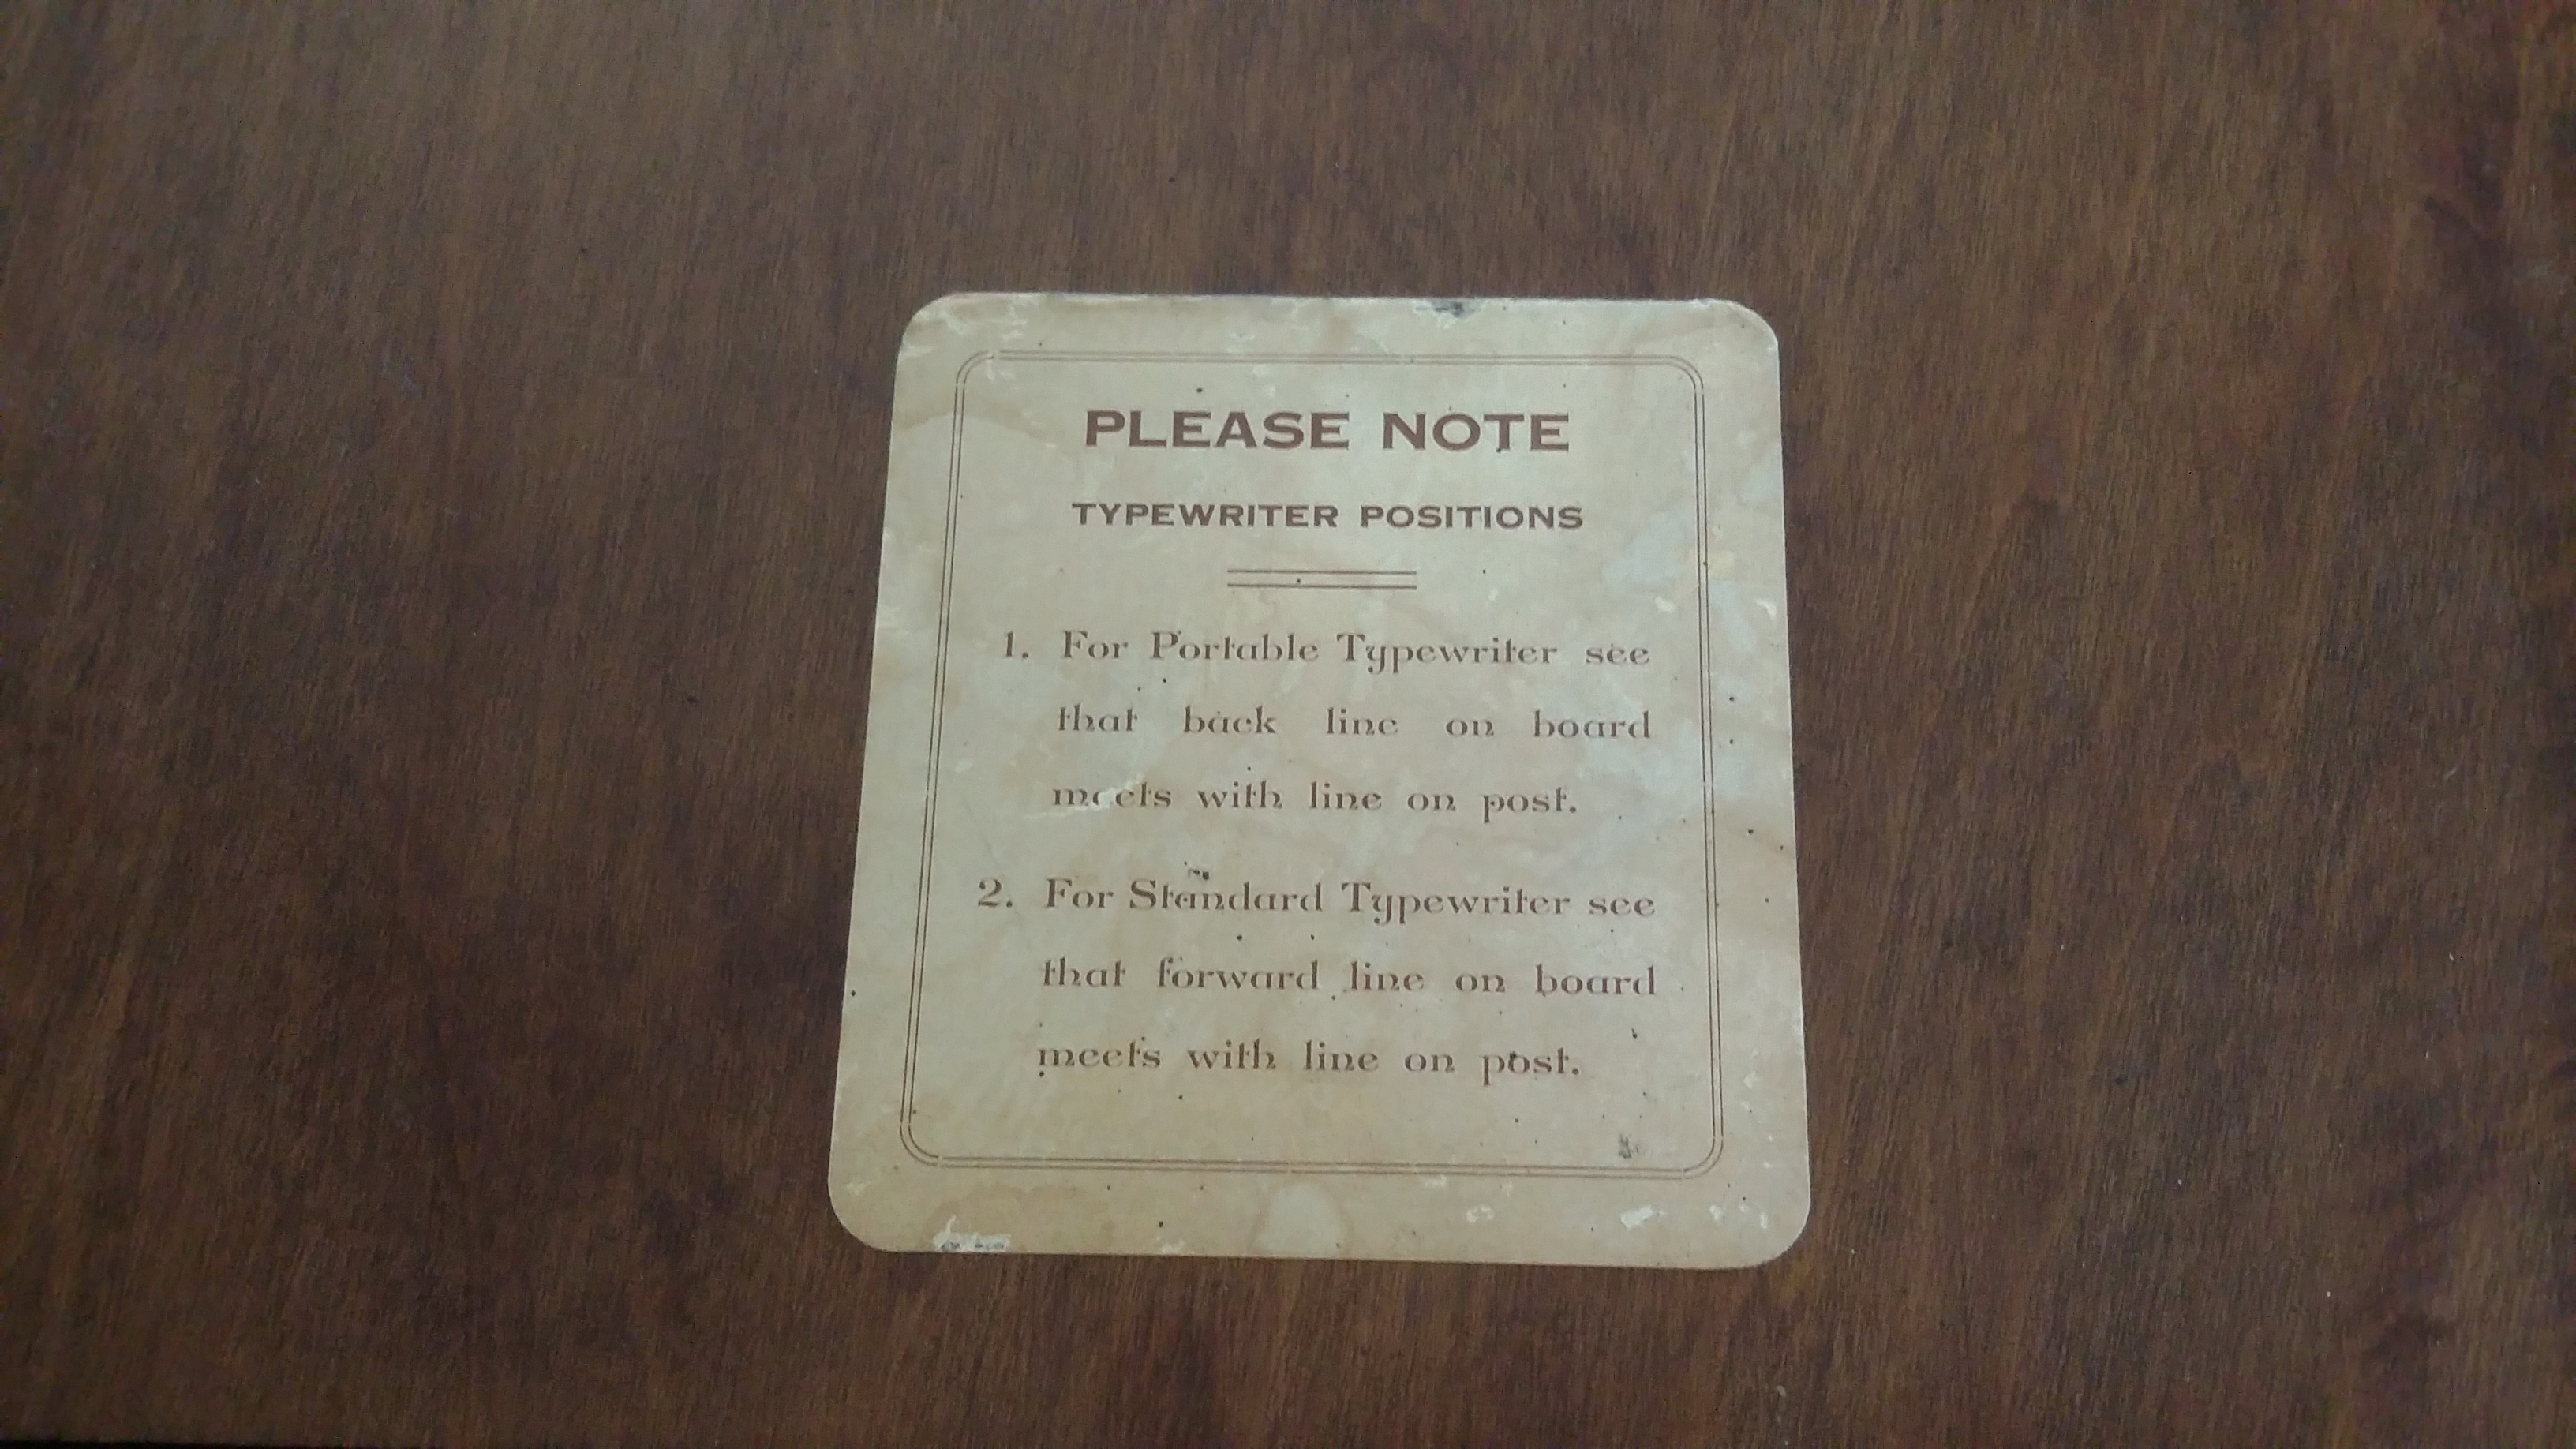 PLEASE NOTE
TYPEWRITER POSITIONS
1. For Portable Typewriter see
that back line on board
meets with line on post.
2. For Standard Typewriter see
that forward line on board
meets with line on post.